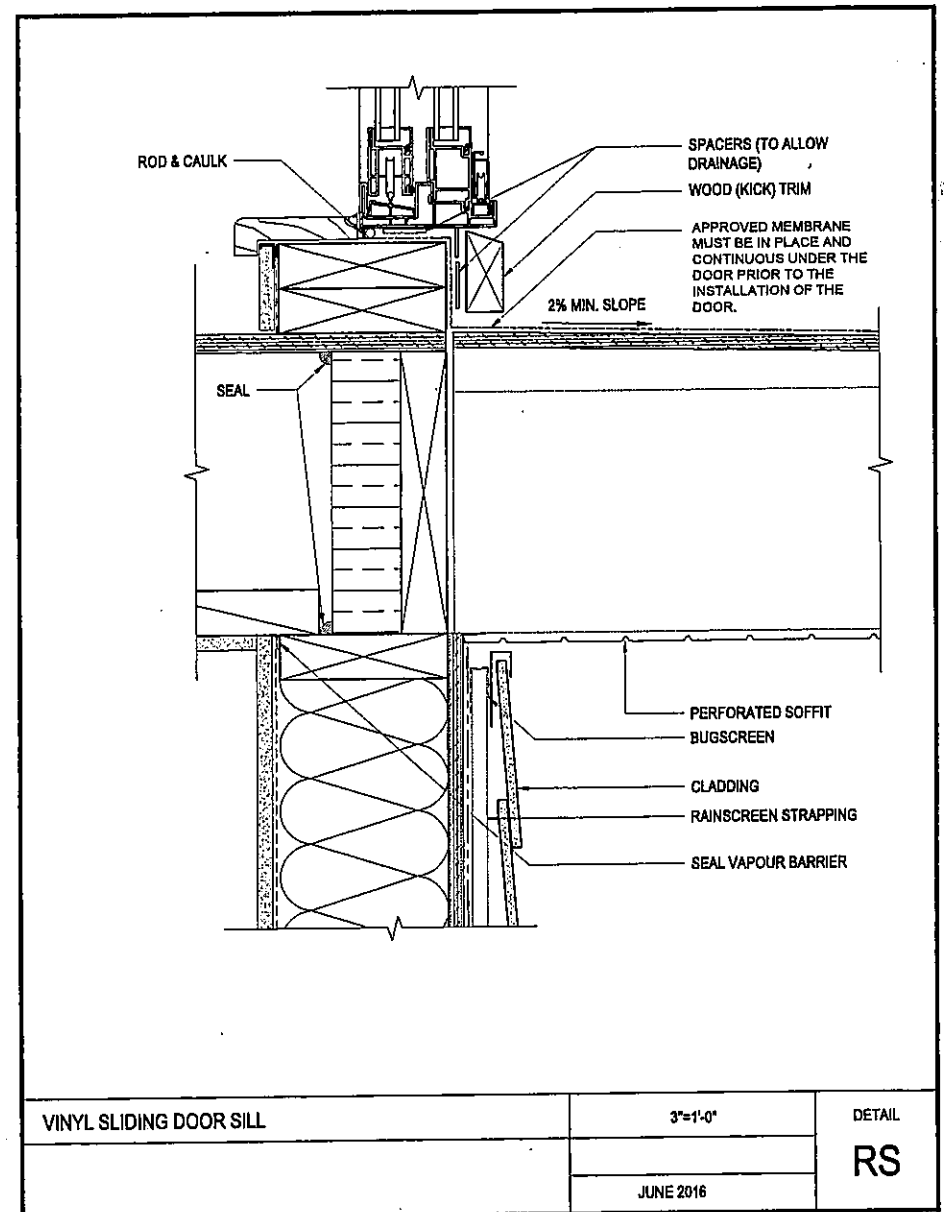 ROD & CAULK
SPACERS (TO ALLOW
DRAINAGE)
WOOD (KICK) TRIM
APPROVED MEMBRANE
MUST BE IN PLACE AND
CONTINUOUS UNDER THE
DOOR PRIOR TO THE
INSTALLATION OF THE
DOOR.
2% MIN. SLOPE
SEAL
PERFORATED SOFFIT
BUGSCREEN
CLADDING
RAINSCREEN STRAPPING
SEAL VAPOUR BARRIER
VINYL SLIDING DOOR SILL
3"=1'-0"
JUNE 2016
DETAIL
RS